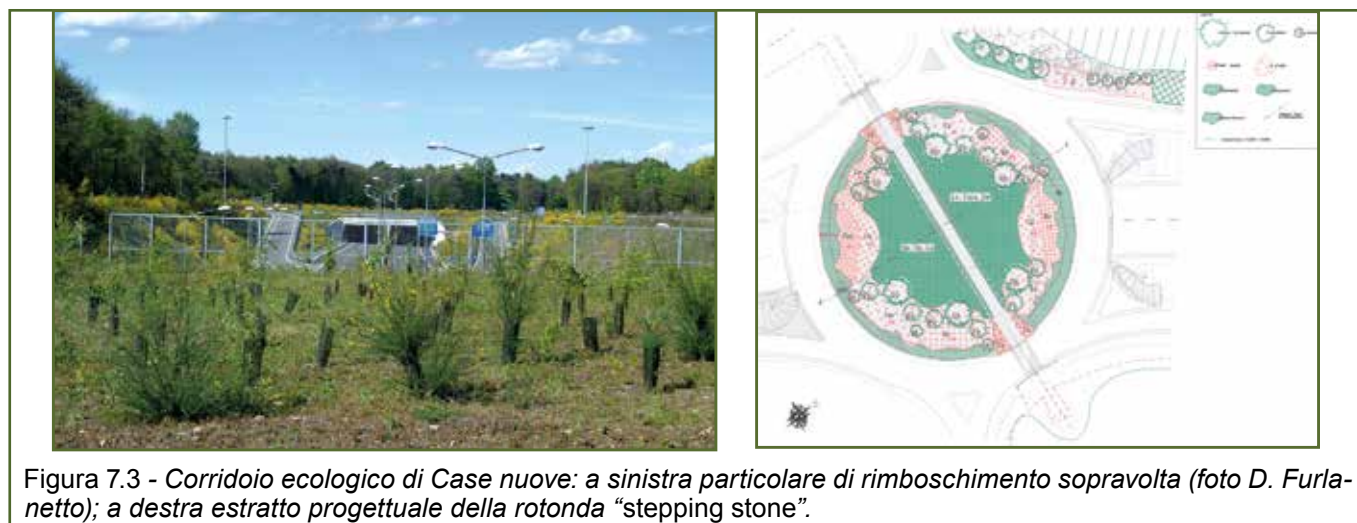 Figura 7.3 - Corridoio ecologico di Case nuove: a sinistra particolare di rimboschimento sopravolta (foto D. Furla-
netto); a destra estratto progettuale della rotonda “stepping stone”.